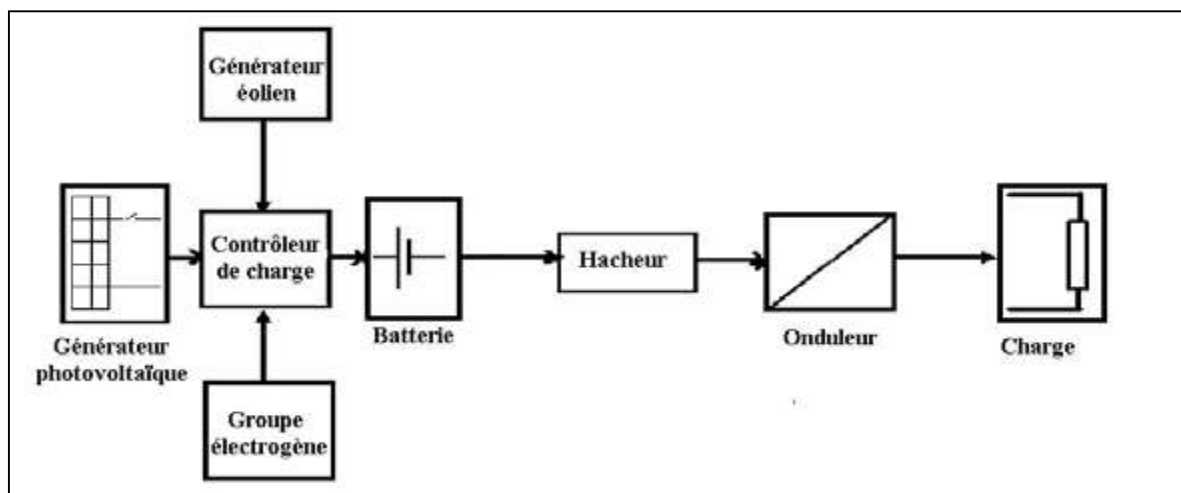 Générateur
éolien
Contrôleur
de charge
Hacheur
Batterie
Onduleur
Charge
Générateur
photovoltaïque
Groupe
électrogène